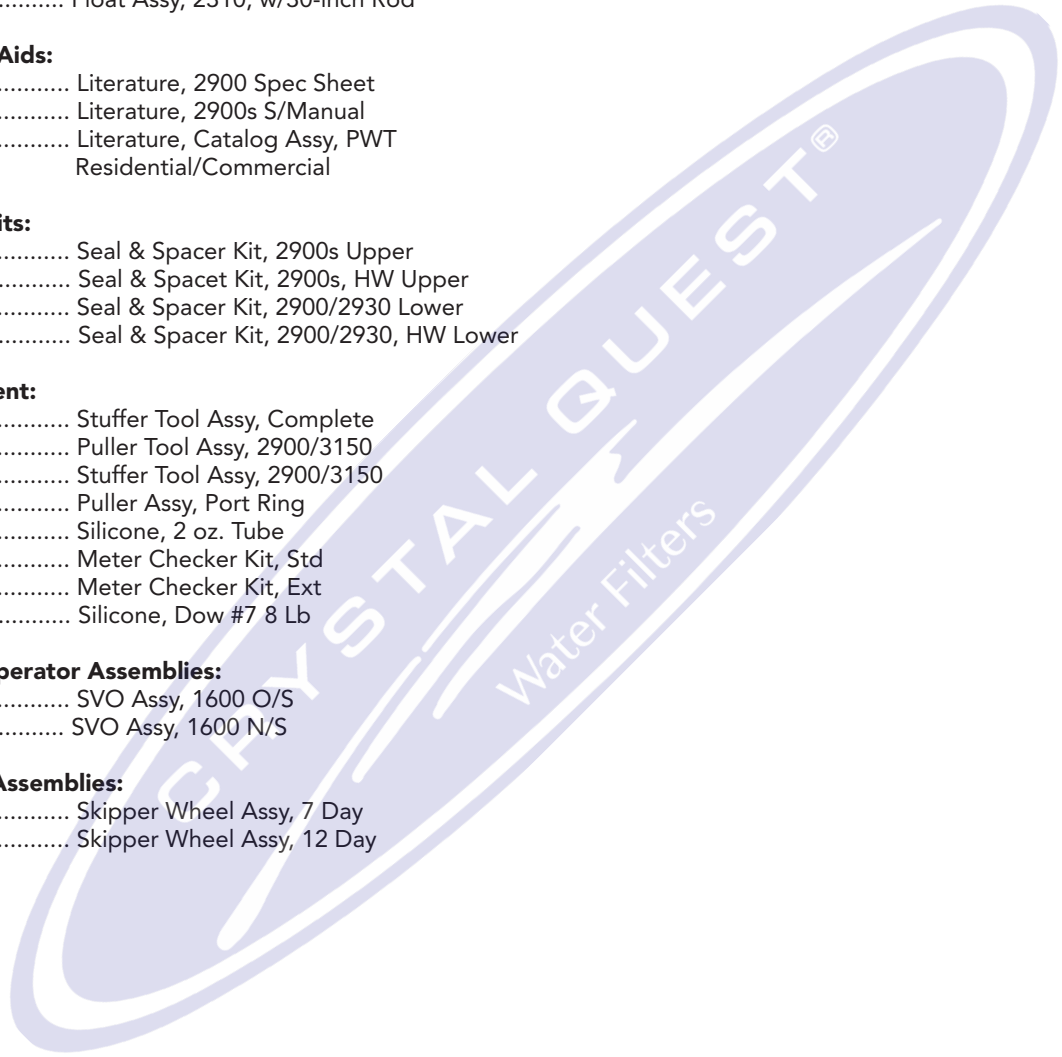 .......... Float Assy, 2310, w/30-inch Rod
Aids:
........... Literature, 2900 Spec Sheet
........... Literature, 2900s S/Manual
........... Literature, Catalog Assy, PWT
Residential/Commercial
its:
........... Seal & Spacer Kit, 2900s Upper
........... Seal & Spacet Kit, 2900s, HW Upper
........... Seal & Spacer Kit, 2900/2930 Lower
........... Seal & Spacer Kit, 2900/2930, HW Lower
ent:
........... Stuffer Tool Assy, Complete
........... Puller Tool Assy, 2900/3150
........... Stuffer Tool Assy, 2900/3150
........... Puller Assy, Port Ring
........... Silicone, 2 oz. Tube
........... Meter Checker Kit, Std
........... Meter Checker Kit, Ext
........... Silicone, Dow #7 8 Lb
perator Assemblies:
........... SVO Assy, 1600 O/S
.......... SVO Assy, 1600 N/S
Assemblies:
........... Skipper Wheel Assy, 7 Day
........... Skipper Wheel Assy, 12 Day
CRYSTAL QUEST®
Water Filters